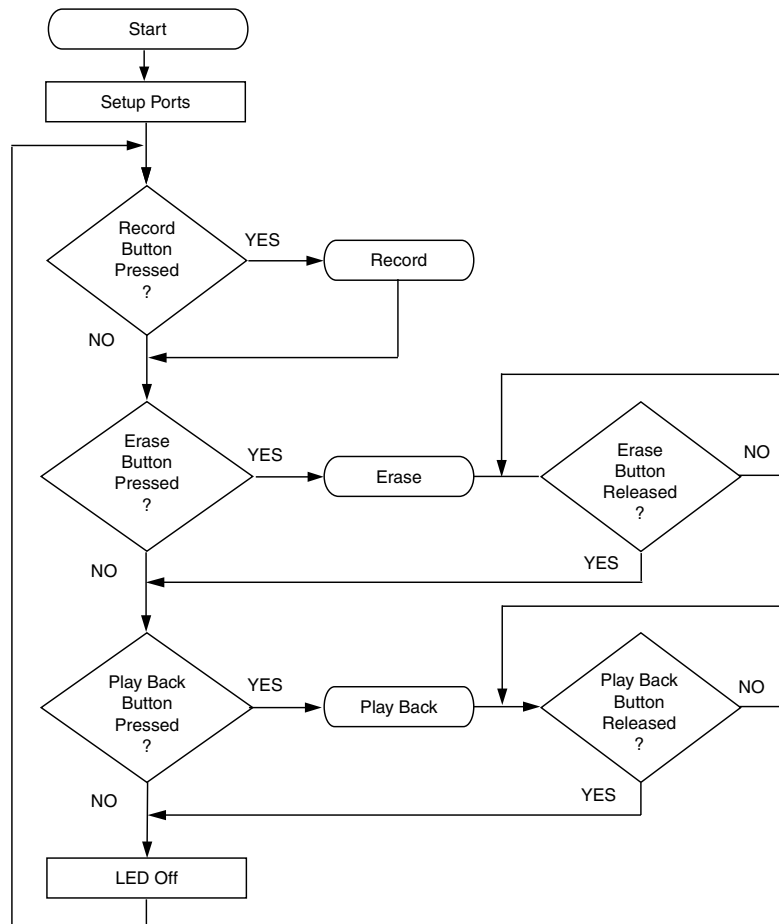 Start
Setup Ports
Record
Button
Pressed
?
YES
Record
NO
Erase
Button
Pressed
?
YES
Erase
Erase
Button
Released
?
NO
YES
NO
Play Back
Button
Pressed
?
YES
Play Back
Play Back
Button
Released
?
NO
YES
NO
LED Off